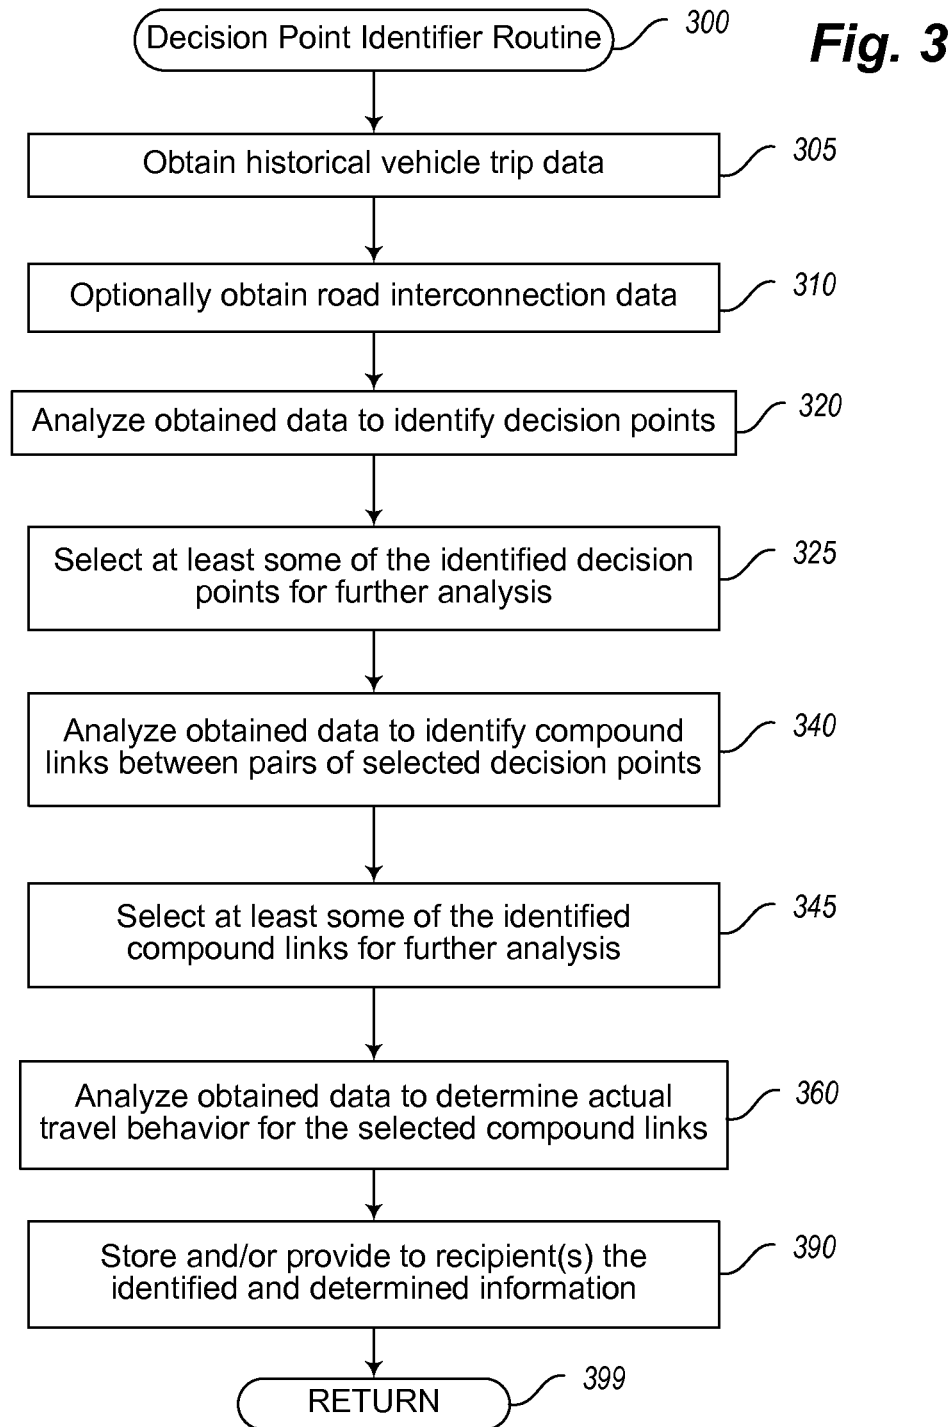 Decision Point Identifier Routine
300
Fig. 3
Obtain historical vehicle trip data
305
Optionally obtain road interconnection data
310
Analyze obtained data to identify decision points
320
Select at least some of the identified decision
points for further analysis
325
Analyze obtained data to identify compound
links between pairs of selected decision points
340
Select at least some of the identified
compound links for further analysis
345
Analyze obtained data to determine actual
travel behavior for the selected compound links
360
Store and/or provide to recipient(s) the
identified and determined information
390
RETURN
399